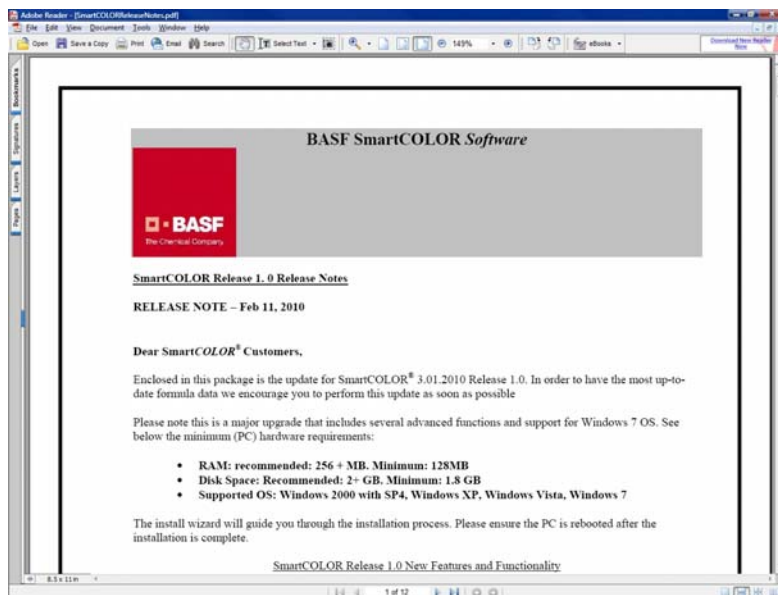 Adobe Reader - [SmartCOLORReleaseNotes.pdf]
File Edit View Document Tools Window Help
Open Save a Copy Print Email Search Select Text 149% eBooks Download New Reader Now
Bookmarks
Signatures
Layers
Pages
BASF SmartCOLOR Software
BASF
The Chemical Company
SmartCOLOR Release 1. 0 Release Notes
RELEASE NOTE – Feb 11, 2010
Dear SmartCOLOR® Customers,
Enclosed in this package is the update for SmartCOLOR® 3.01.2010 Release 1.0. In order to have the most up-to-
date formula data we encourage you to perform this update as soon as possible
Please note this is a major upgrade that includes several advanced functions and support for Windows 7 OS. See
below the minimum (PC) hardware requirements:
• RAM: recommended: 256 + MB. Minimum: 128MB
• Disk Space: Recommended: 2+ GB. Minimum: 1.8 GB
• Supported OS: Windows 2000 with SP4, Windows XP, Windows Vista, Windows 7
The install wizard will guide you through the installation process. Please ensure the PC is rebooted after the
installation is complete.
SmartCOLOR Release 1.0 New Features and Functionality
8.5 x 11 in
1 of 12